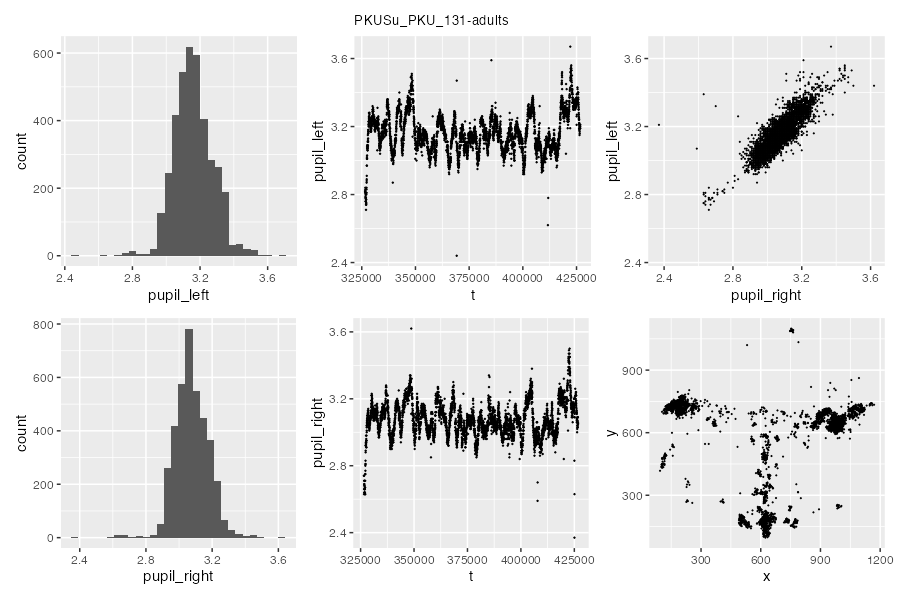 PKUSu_PKU_131-adults
600
400
200
0
count
2.4 2.8 3.2 3.6
pupil_left
3.6
3.2
2.8
2.4
pupil_left
325000 350000 375000 400000 425000
t
3.6
3.2
2.8
2.4
pupil_left
2.4 2.8 3.2 3.6
pupil_right
800
600
400
200
0
count
2.4 2.8 3.2 3.6
pupil_right
3.6
3.2
2.8
2.4
pupil_right
325000 350000 375000 400000 425000
t
900
600
300
y
300 600 900 1200
x